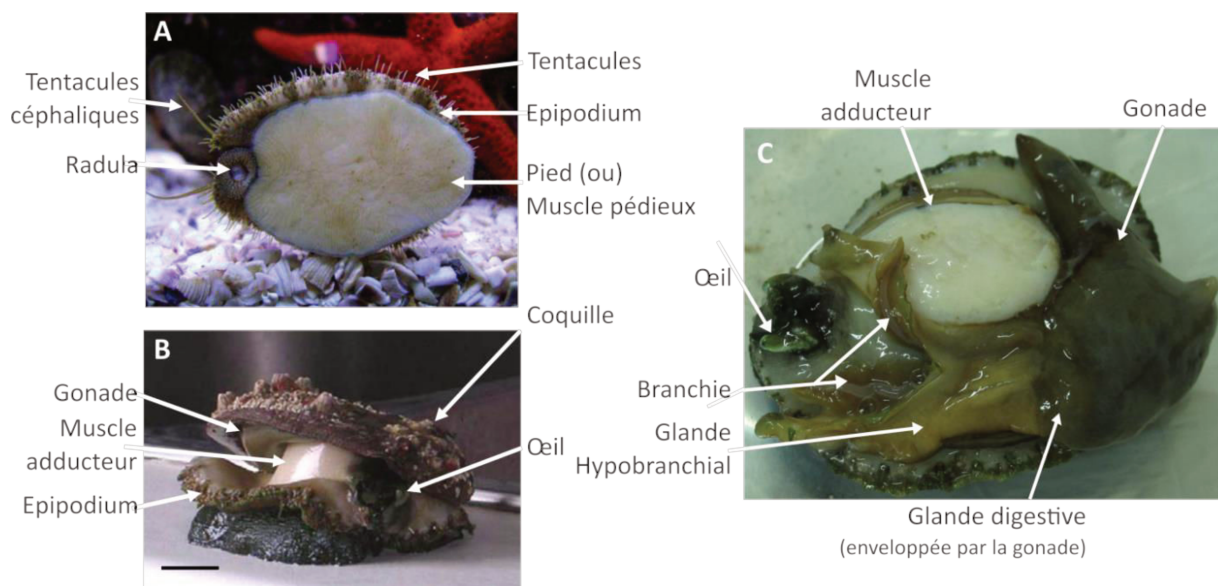 A
Tentacules
céphaliques
Radula
Tentacules
Epipodium
Pied (ou)
Muscle pédieux
Coquille
B
Gonade
Muscle
adducteur
Epipodium
Œil
C
Muscle
adducteur
Gonade
Œil
Branchie
Glande
Hypobranchial
Glande digestive
(enveloppée par la gonade)